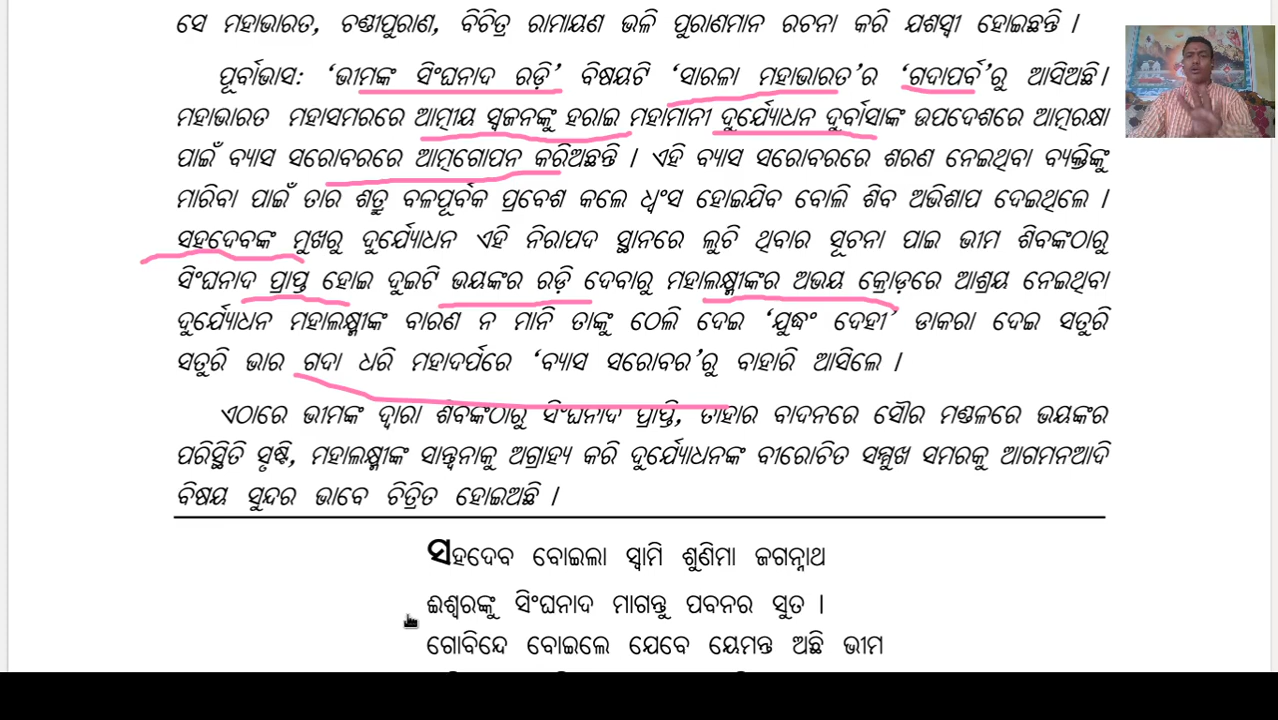 ସେ ମହାଭାରତ, ଚଣ୍ଡୀପୁରାଣ, ବିଚିତ୍ର ରାମାୟଣ ଭଳି ପୁରାଣମାନ ରଚନା କରି ଯଶସ୍ୱୀ ହୋଇଛନ୍ତି ।
ପୂର୍ବାଭାସ: ‘ଭୀମଙ୍କ ସିଂଘନାଦ ରଡ଼ି’ ବିଷୟଟି ‘ସାରଳା ମହାଭାରତ’ର ‘ଗଦାପର୍ବ’ରୁ ଆସିଅଛି।
ମହାଭାରତ ମହାସମରରେ ଆତ୍ମୀୟ ସ୍ୱଜନଙ୍କୁ ହରାଇ ମହାମାନୀ ଦୁର୍ଯ୍ୟୋଧନ ଦୁର୍ବାସାଙ୍କ ଉପଦେଶରେ ଆତ୍ମରକ୍ଷା
ପାଇଁ ବ୍ୟାସ ସରୋବରରେ ଆତ୍ମଗୋପନ କରିଅଛନ୍ତି । ଏହି ବ୍ୟାସ ସରୋବରରେ ଶରଣ ନେଇଥିବା ବ୍ୟକ୍ତିଙ୍କୁ
ମାରିବା ପାଇଁ ତାର ଶତ୍ରୁ ବଳପୂର୍ବକ ପ୍ରବେଶ କଲେ ଧ୍ୱଂସ ହୋଇଯିବ ବୋଲି ଶିବ ଅଭିଶାପ ଦେଇଥିଲେ ।
ସହଦେବଙ୍କ ମୁଖରୁ ଦୁର୍ଯ୍ୟୋଧନ ଏହି ନିରାପଦ ସ୍ଥାନରେ ଲୁଚି ଥିବାର ସୂଚନା ପାଇ ଭୀମ ଶିବଙ୍କଠାରୁ
ସିଂଘନାଦ ପ୍ରାପ୍ତ ହୋଇ ଦୁଇଟି ଭୟଙ୍କର ରଡ଼ି ଦେବାରୁ ମହାଲକ୍ଷ୍ମୀଙ୍କର ଅଭୟ କ୍ରୋଡ଼ରେ ଆଶ୍ରୟ ନେଇଥିବା
ଦୁର୍ଯ୍ୟୋଧନ ମହାଲକ୍ଷ୍ମୀଙ୍କ ବାରଣ ନ ମାନି ତାଙ୍କୁ ଠେଲି ଦେଇ ‘ଯୁଦ୍ଧଂ ଦେହୀ’ ଡାକରା ଦେଇ ସତୁରି
ସତୁରି ଭାର ଗଦା ଧରି ମହାଦର୍ପରେ ‘ବ୍ୟାସ ସରୋବର’ରୁ ବାହାରି ଆସିଲେ ।
ଏଠାରେ ଭୀମଙ୍କ ଦ୍ୱାରା ଶିବଙ୍କଠାରୁ ସିଂଘନାଦ ପ୍ରାପ୍ତି, ତାହାର ବାଦନରେ ସୌର ମଣ୍ଡଳରେ ଭୟଙ୍କର
ପରିସ୍ଥିତି ସୃଷ୍ଟି, ମହାଲକ୍ଷ୍ମୀଙ୍କ ସାନ୍ତ୍ୱନାକୁ ଅଗ୍ରାହ୍ୟ କରି ଦୁର୍ଯ୍ୟୋଧନଙ୍କ ବୀରୋଚିତ ସମ୍ମୁଖ ସମରକୁ ଆଗମନଆଦି
ବିଷୟ ସୁନ୍ଦର ଭାବେ ଚିତ୍ରିତ ହୋଇଅଛି ।
ସହଦେବ ବୋଇଲା ସ୍ୱାମି ଶୁଣିମା ଜଗନ୍ନାଥ
ଈଶ୍ୱରଙ୍କୁ ସିଂଘନାଦ ମାଗନ୍ତୁ ପବନର ସୁତ ।
ଗୋବିନ୍ଦେ ବୋଇଲେ ଯେବେ ୟେମନ୍ତ ଅଛି ଭୀମ